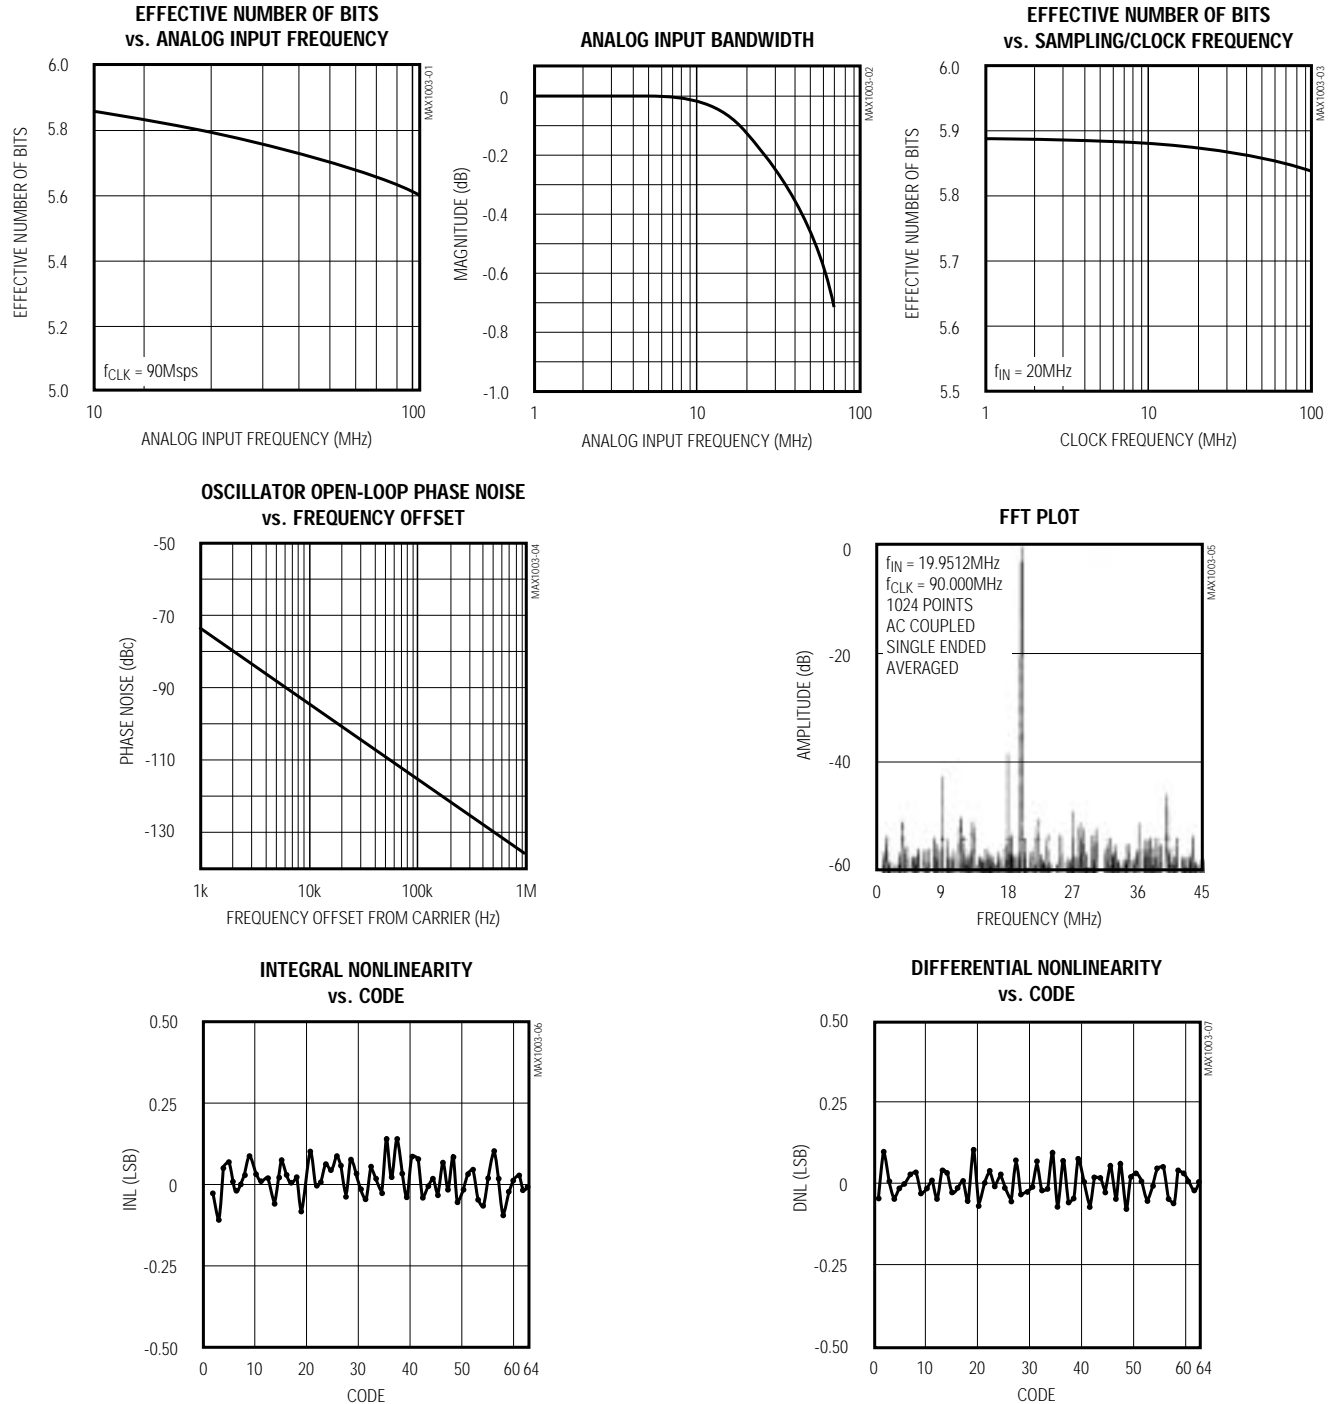 EFFECTIVE NUMBER OF BITS
vs. ANALOG INPUT FREQUENCY
6.0
5.8
5.6
5.4
5.2
5.0
EFFECTIVE NUMBER OF BITS
fCLK = 90Msps
10
100
ANALOG INPUT FREQUENCY (MHz)
MAX1003-01
ANALOG INPUT BANDWIDTH
0
-0.2
-0.4
-0.6
-0.8
-1.0
MAGNITUDE (dB)
1
10
100
ANALOG INPUT FREQUENCY (MHz)
MAX1003-02
EFFECTIVE NUMBER OF BITS
vs. SAMPLING/CLOCK FREQUENCY
6.0
5.9
5.8
5.7
5.6
5.5
EFFECTIVE NUMBER OF BITS
fIN = 20MHz
1
10
100
CLOCK FREQUENCY (MHz)
MAX1003-03
OSCILLATOR OPEN-LOOP PHASE NOISE
vs. FREQUENCY OFFSET
-50
-70
-90
-110
-130
PHASE NOISE (dBc)
1k
10k
100k
1M
FREQUENCY OFFSET FROM CARRIER (Hz)
MAX1003-04
FFT PLOT
0
-20
-40
-60
AMPLITUDE (dB)
fIN = 19.9512MHz
fCLK = 90.000MHz
1024 POINTS
AC COUPLED
SINGLE ENDED
AVERAGED
0
9
18
27
36
45
FREQUENCY (MHz)
MAX1003-05
INTEGRAL NONLINEARITY
vs. CODE
0.50
0.25
0
-0.25
-0.50
INL (LSB)
0
10
20
30
40
50
60
64
CODE
MAX1003-06
DIFFERENTIAL NONLINEARITY
vs. CODE
0.50
0.25
0
-0.25
-0.50
DNL (LSB)
0
10
20
30
40
50
60
64
CODE
MAX1003-07